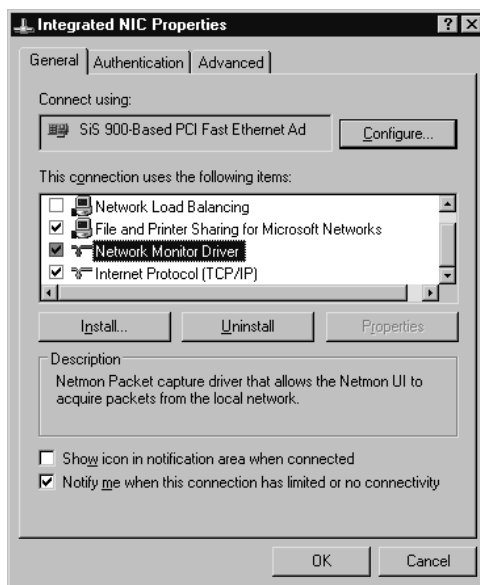 Integrated NIC Properties
General Authentication Advanced
Connect using:
SiS 900-Based PCI Fast Ethernet Ad
Configure...
This connection uses the following items:
Network Load Balancing
File and Printer Sharing for Microsoft Networks
Network Monitor Driver
Internet Protocol (TCP/IP)
Install... Uninstall Properties
Description
Netmon Packet capture driver that allows the Netmon UI to
acquire packets from the local network.
Show icon in notification area when connected
Notify me when this connection has limited or no connectivity
OK Cancel